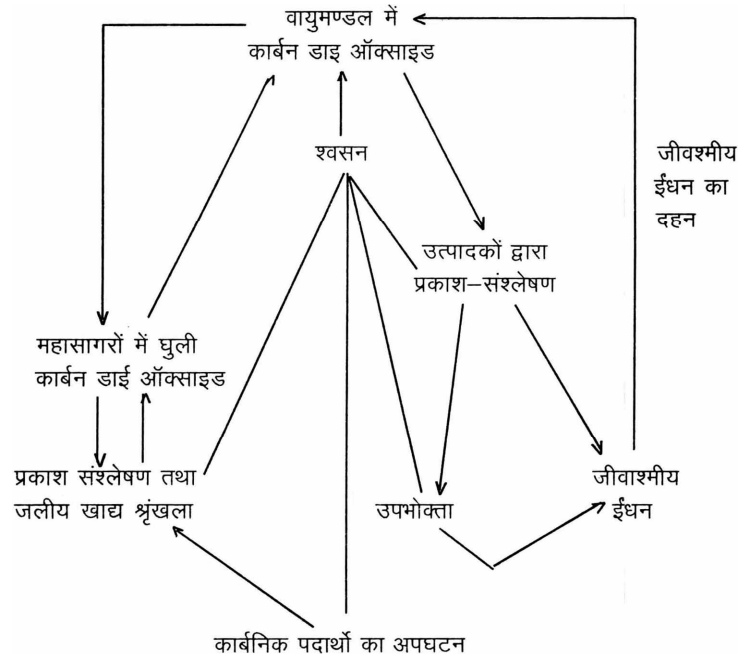 वायुमण्डल में
कार्बन डाइ ऑक्साइड
श्वसन
जीवश्मीय
ईंधन का
दहन
उत्पादकों द्वारा
प्रकाश–संश्लेषण
महासागरों में घुली
कार्बन डाई ऑक्साइड
प्रकाश संश्लेषण तथा
जलीय खाद्य श्रृंखला
उपभोक्ता
जीवाश्मीय
ईंधन
कार्बनिक पदार्थो का अपघटन